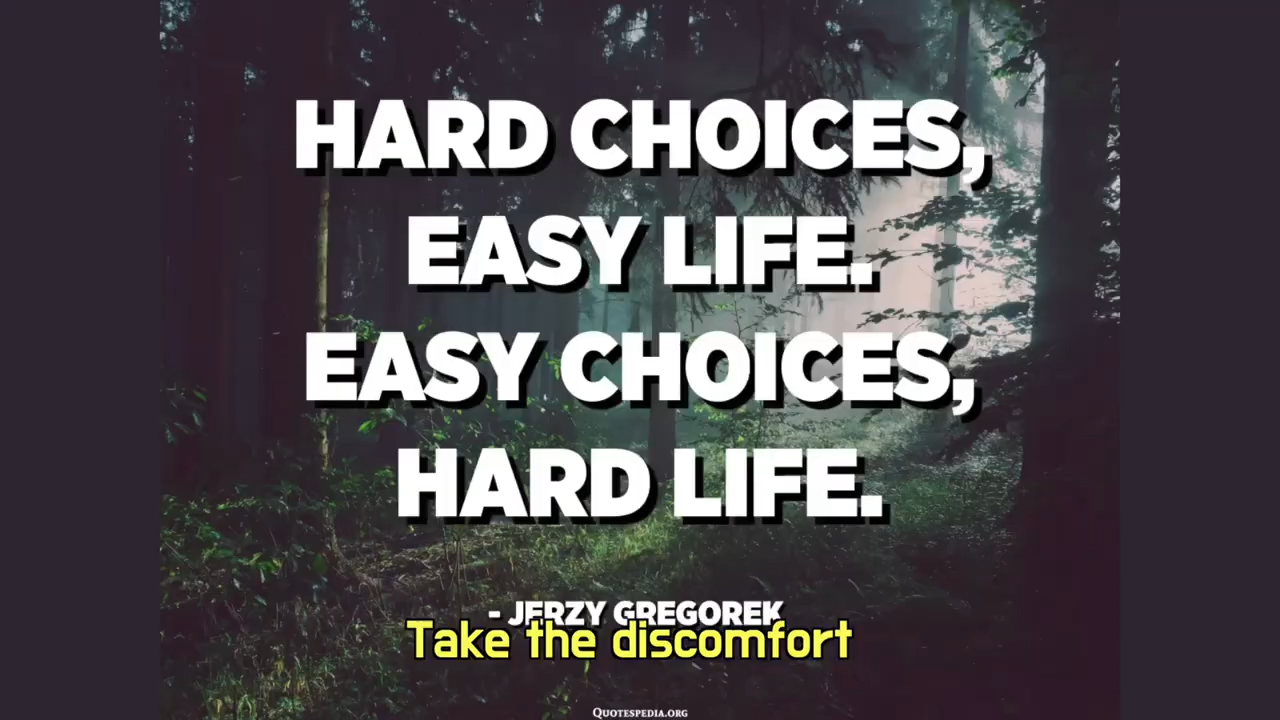 HARD CHOICES,
EASY LIFE.
EASY CHOICES,
HARD LIFE.
- JERZY GREGOREK
Take the discomfort
QUOTESPEDIA.ORG